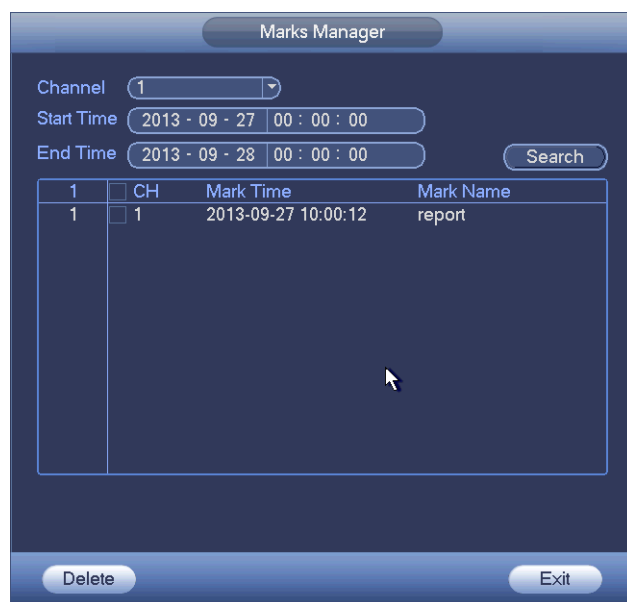 Marks Manager
Channel 1
Start Time 2013 - 09 - 27 00 : 00 : 00
End Time 2013 - 09 - 28 00 : 00 : 00 Search
1 CH Mark Time Mark Name
1 1 2013-09-27 10:00:12 report
Delete Exit